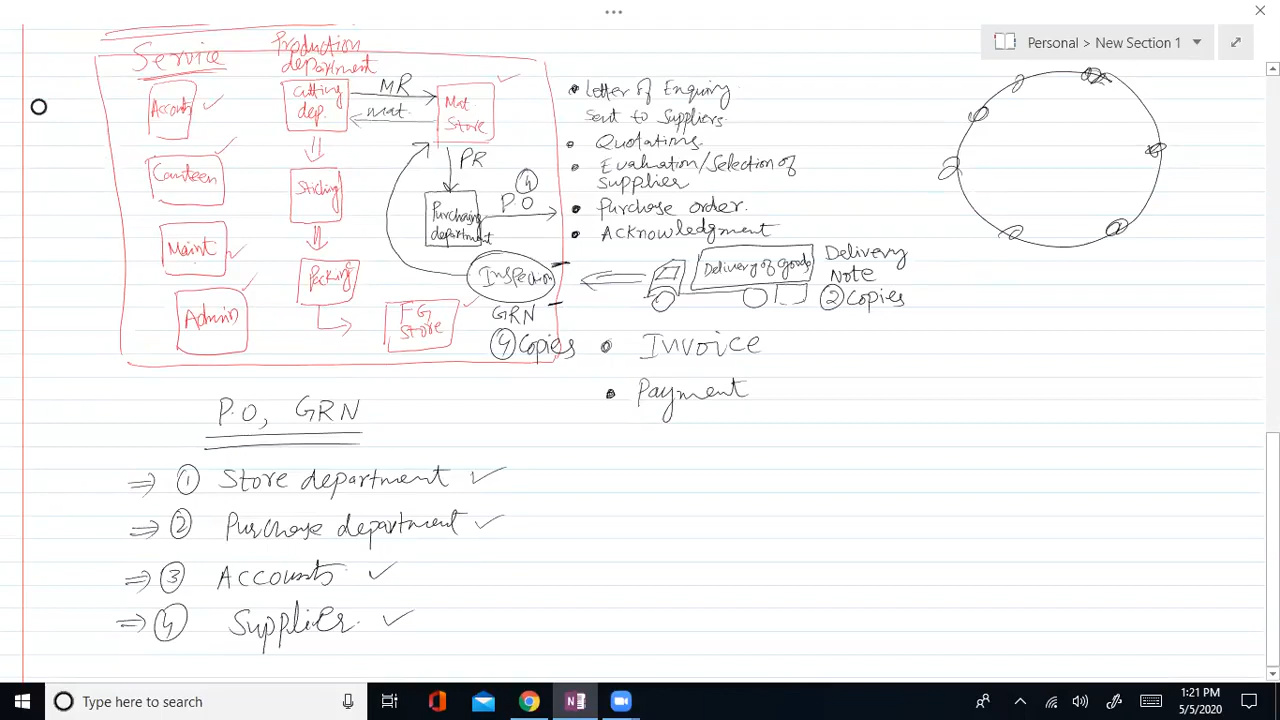 Personal > New Section 1
Service
Production department
Accounts
Canteen
Maint
Admin
Cutting dep.
Stiching
Packing
FG Store
MR
mat.
Mat. Store
PR
Purchasing department
P.O
4
Inspection
GRN
4 Copies
Letter of Enquiry
sent to Suppliers.
Quotations.
Evaluation/Selection of
Supplier
Purchase order.
Acknowledgment
Delivery of Goods
Delivery
Note
2 Copies
Invoice
Payment
P.O, GRN
1 Store department
2 Purchase department
3 Accounts
4 Supplier.
Type here to search
1:21 PM
5/5/2020